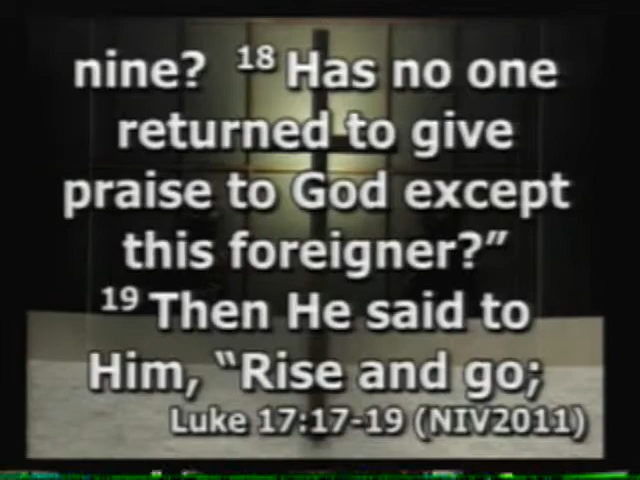 nine? 18 Has no one
returned to give
praise to God except
this foreigner?”
19 Then He said to
Him, “Rise and go;
Luke 17:17-19 (NIV2011)